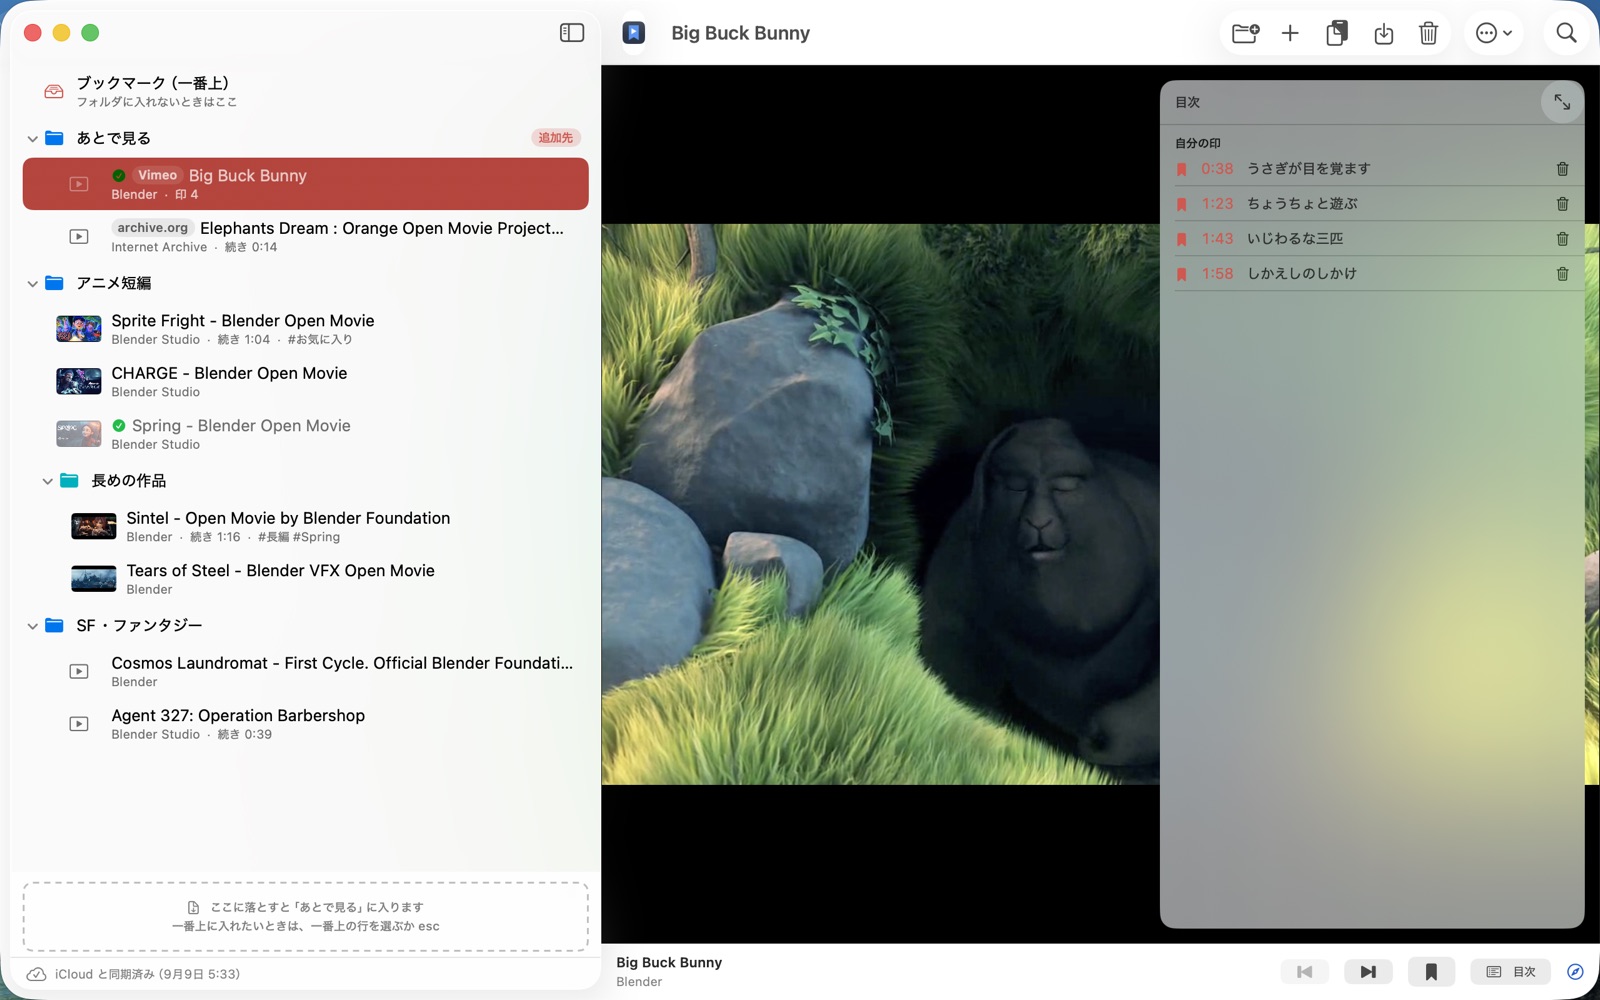 Big Buck Bunny
ブックマーク (一番上)
フォルダに入れないときはここ
あとで見る
追加先
Vimeo Big Buck Bunny
Blender · 印 4
archive.org Elephants Dream : Orange Open Movie Project...
Internet Archive · 続き 0:14
アニメ短編
Sprite Fright - Blender Open Movie
Blender Studio · 続き 1:04 · #お気に入り
CHARGE - Blender Open Movie
Blender Studio
Spring - Blender Open Movie
Blender Studio
長めの作品
Sintel - Open Movie by Blender Foundation
Blender · 続き 1:16 · #長編 #Spring
Tears of Steel - Blender VFX Open Movie
Blender
SF・ファンタジー
Cosmos Laundromat - First Cycle. Official Blender Foundati...
Blender
Agent 327: Operation Barbershop
Blender Studio · 続き 0:39
ここに落とすと「あとで見る」に入ります
一番上に入れたいときは、一番上の行を選ぶか esc
iCloud と同期済み (9月9日 5:33)
目次
自分の印
0:38 うさぎが目を覚ます
1:23 ちょうちょと遊ぶ
1:43 いじわるな三匹
1:58 しかえしのしかけ
Big Buck Bunny
Blender
目次